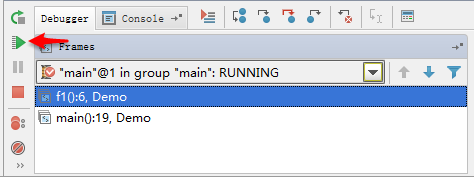 Debugger Console
Frames
"main"@1 in group "main": RUNNING
f1():6, Demo
main():19, Demo